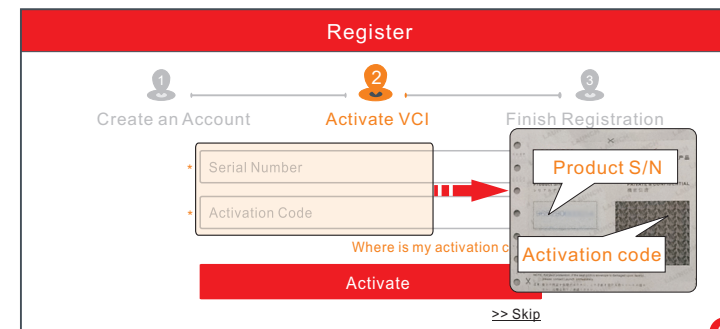 Register
1
2
3
Create an Account
Activate VCI
Finish Registration
* Serial Number
* Activation Code
Product S/N
Activation code
Where is my activation c
Activate
>> Skip